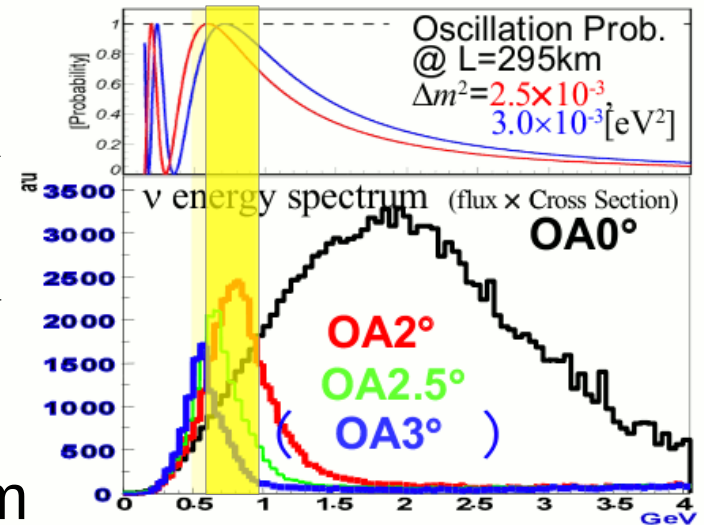 Oscillation Prob.
@ L=295km
Δm²=2.5×10⁻³,
3.0×10⁻³[eV²]
[Probability]
1
0.8
0.6
0.4
0.2
0
au
ν energy spectrum (flux × Cross Section)
OA0°
OA2°
OA2.5°
( OA3° )
3500
3000
2500
2000
1500
1000
500
0
0 0.5 1 1.5 2 2.5 3 3.5 4
GeV
m